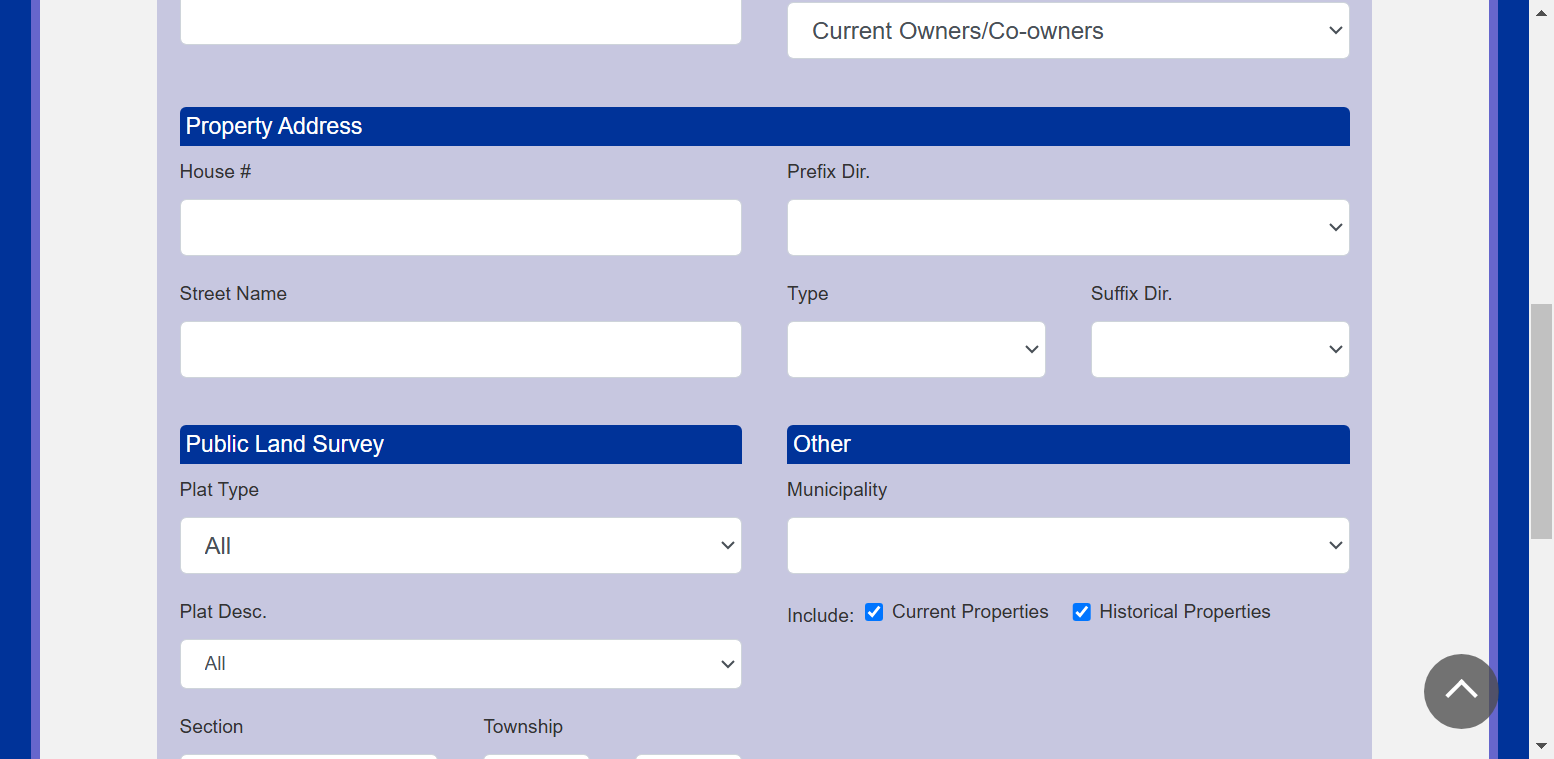 Current Owners/Co-owners
Property Address
House #
Prefix Dir.
Street Name
Type
Suffix Dir.
Public Land Survey
Other
Plat Type
Municipality
All
Plat Desc.
Include: Current Properties Historical Properties
All
Section
Township